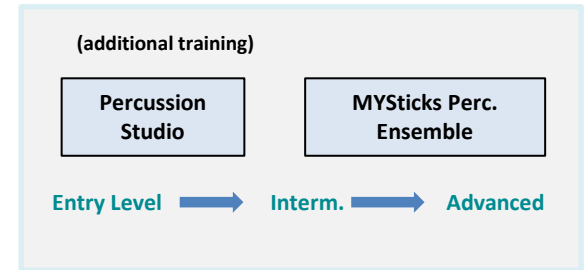 (additional training)
Percussion
Studio
MYSticks Perc.
Ensemble
Entry Level
Interm.
Advanced